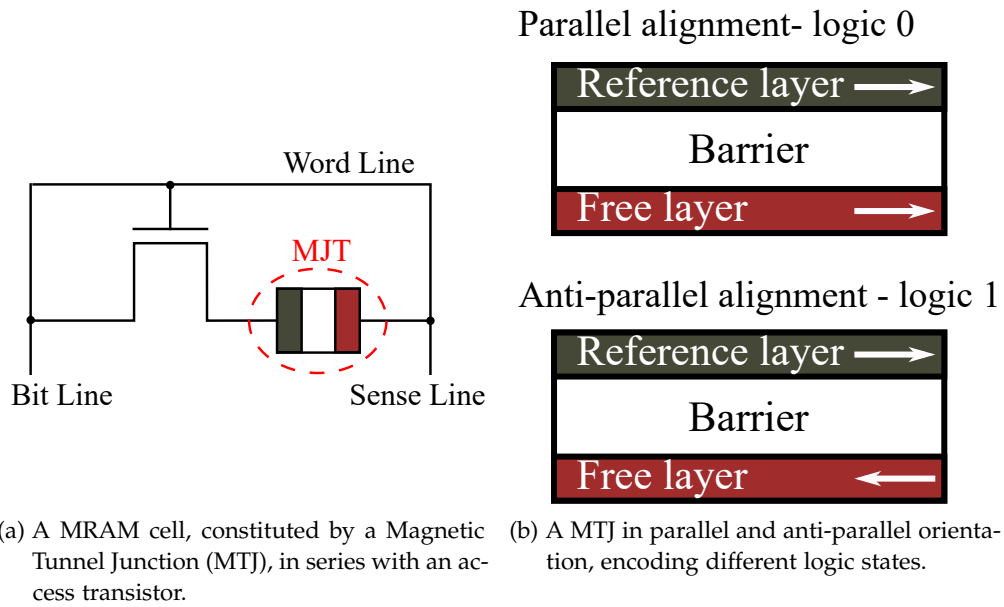 Parallel alignment- logic 0
Reference layer
Barrier
Free layer
Word Line
MJT
Bit Line
Sense Line
Anti-parallel alignment - logic 1
Reference layer
Barrier
Free layer
(a) A MRAM cell, constituted by a Magnetic
Tunnel Junction (MTJ), in series with an ac-
cess transistor.
(b) A MTJ in parallel and anti-parallel orienta-
tion, encoding different logic states.